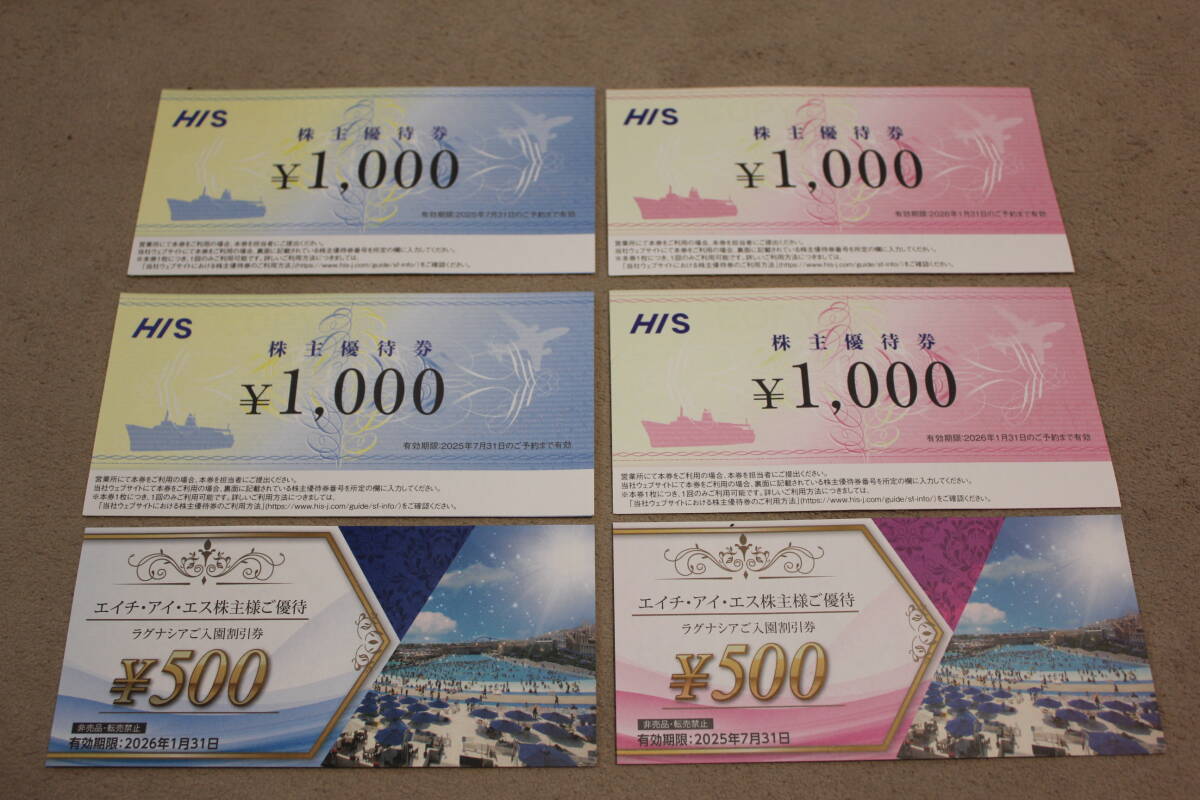 HIS
株主優待券
¥1,000
有効期限:2025年7月31日のご予約まで有効
営業所にて本券をご利用の場合、本券を担当者にご提出ください。
当社ウェブサイトにて本券をご利用の場合、裏面に記載されている株主優待券番号を所定の欄に入力してください。
※本券1枚につき、1回のみご利用可能です。詳しいご利用方法につきましては、
「当社ウェブサイトにおける株主優待券のご利用方法」(https://www.his-j.com/guide/sf-info/)をご確認ください。
HIS
株主優待券
¥1,000
有効期限:2026年1月31日のご予約まで有効
営業所にて本券をご利用の場合、本券を担当者にご提出ください。
当社ウェブサイトにて本券をご利用の場合、裏面に記載されている株主優待券番号を所定の欄に入力してください。
※本券1枚につき、1回のみご利用可能です。詳しいご利用方法につきましては、
「当社ウェブサイトにおける株主優待券のご利用方法」(https://www.his-j.com/guide/sf-info/)をご確認ください。
HIS
株主優待券
¥1,000
有効期限:2025年7月31日のご予約まで有効
営業所にて本券をご利用の場合、本券を担当者にご提出ください。
当社ウェブサイトにて本券をご利用の場合、裏面に記載されている株主優待券番号を所定の欄に入力してください。
※本券1枚につき、1回のみご利用可能です。詳しいご利用方法につきましては、
「当社ウェブサイトにおける株主優待券のご利用方法」(https://www.his-j.com/guide/sf-info/)をご確認ください。
HIS
株主優待券
¥1,000
有効期限:2026年1月31日のご予約まで有効
営業所にて本券をご利用の場合、本券を担当者にご提出ください。
当社ウェブサイトにて本券をご利用の場合、裏面に記載されている株主優待券番号を所定の欄に入力してください。
※本券1枚につき、1回のみご利用可能です。詳しいご利用方法につきましては、
「当社ウェブサイトにおける株主優待券のご利用方法」(https://www.his-j.com/guide/sf-info/)をご確認ください。
エイチ・アイ・エス株主様ご優待
ラグナシアご入園割引券
¥500
非売品・転売禁止
有効期限:2026年1月31日
エイチ・アイ・エス株主様ご優待
ラグナシアご入園割引券
¥500
非売品・転売禁止
有効期限:2025年7月31日